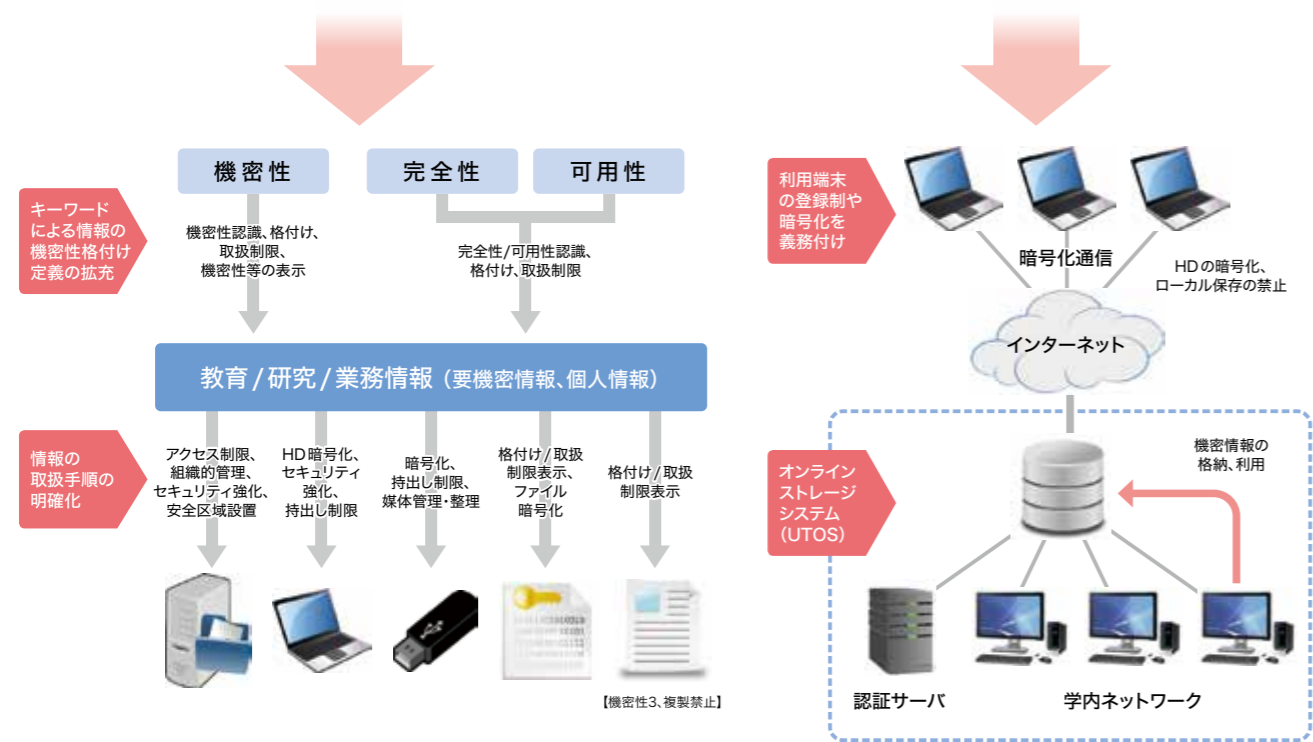 機密性
完全性
可用性
キーワード
による情報の
機密性格付け
定義の拡充
機密性認識、格付け、
取扱制限、
機密性等の表示
完全性/可用性認識、
格付け、取扱制限
教育/研究/業務情報（要機密情報、個人情報）
情報の
取扱手順の
明確化
アクセス制限、
組織的管理、
セキュリティ強化、
安全区域設置
HD暗号化、
セキュリティ
強化、
持出し制限
暗号化、
持出し制限、
媒体管理・整理
格付け/取扱
制限表示、
ファイル
暗号化
格付け/取扱
制限表示
【機密性3、複製禁止】
利用端末
の登録制や
暗号化を
義務付け
暗号化通信
HDの暗号化、
ローカル保存の禁止
インターネット
オンライン
ストレージ
システム
（UTOS）
機密情報の
格納、利用
認証サーバ
学内ネットワーク